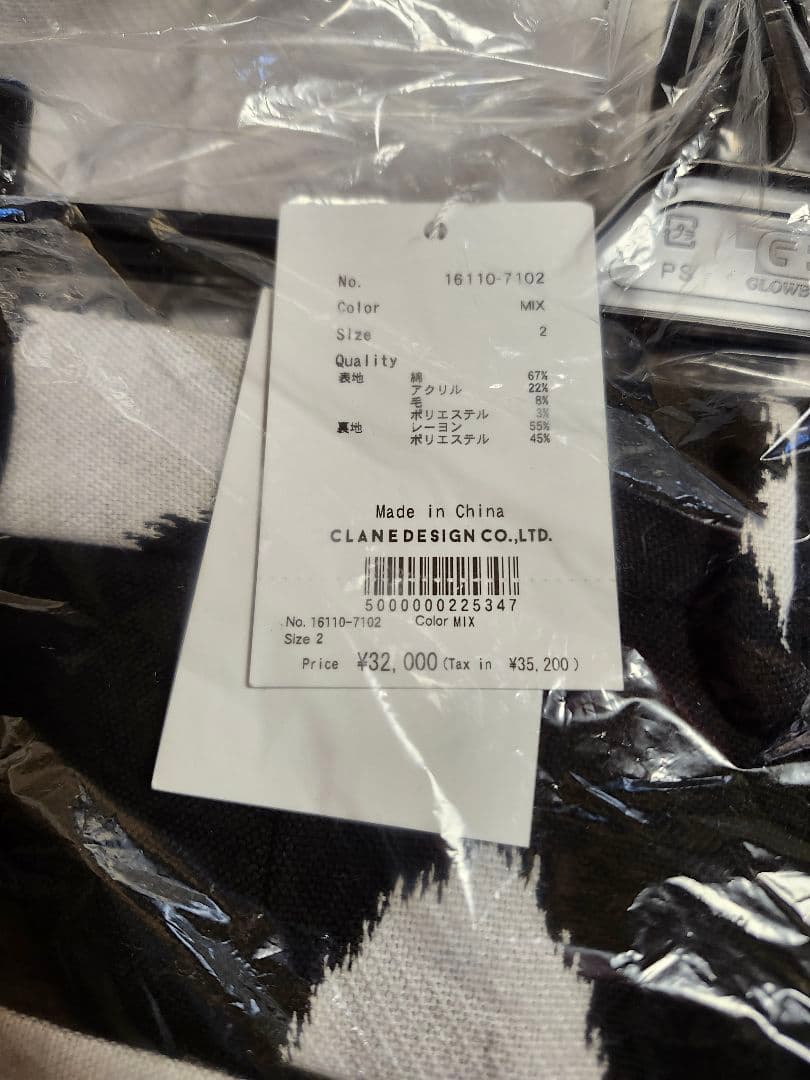 No. 16110-7102
Color MIX
Size 2
Quality
表地 綿 67%
アクリル 22%
毛 8%
ポリエステル 3%
裏地 レーヨン 55%
ポリエステル 45%
Made in China
CLANEDESIGN CO.,LTD.
5000000225347
No. 16110-7102 Color MIX
Size 2
Price ¥32,000 (Tax in ¥35,200)
PS